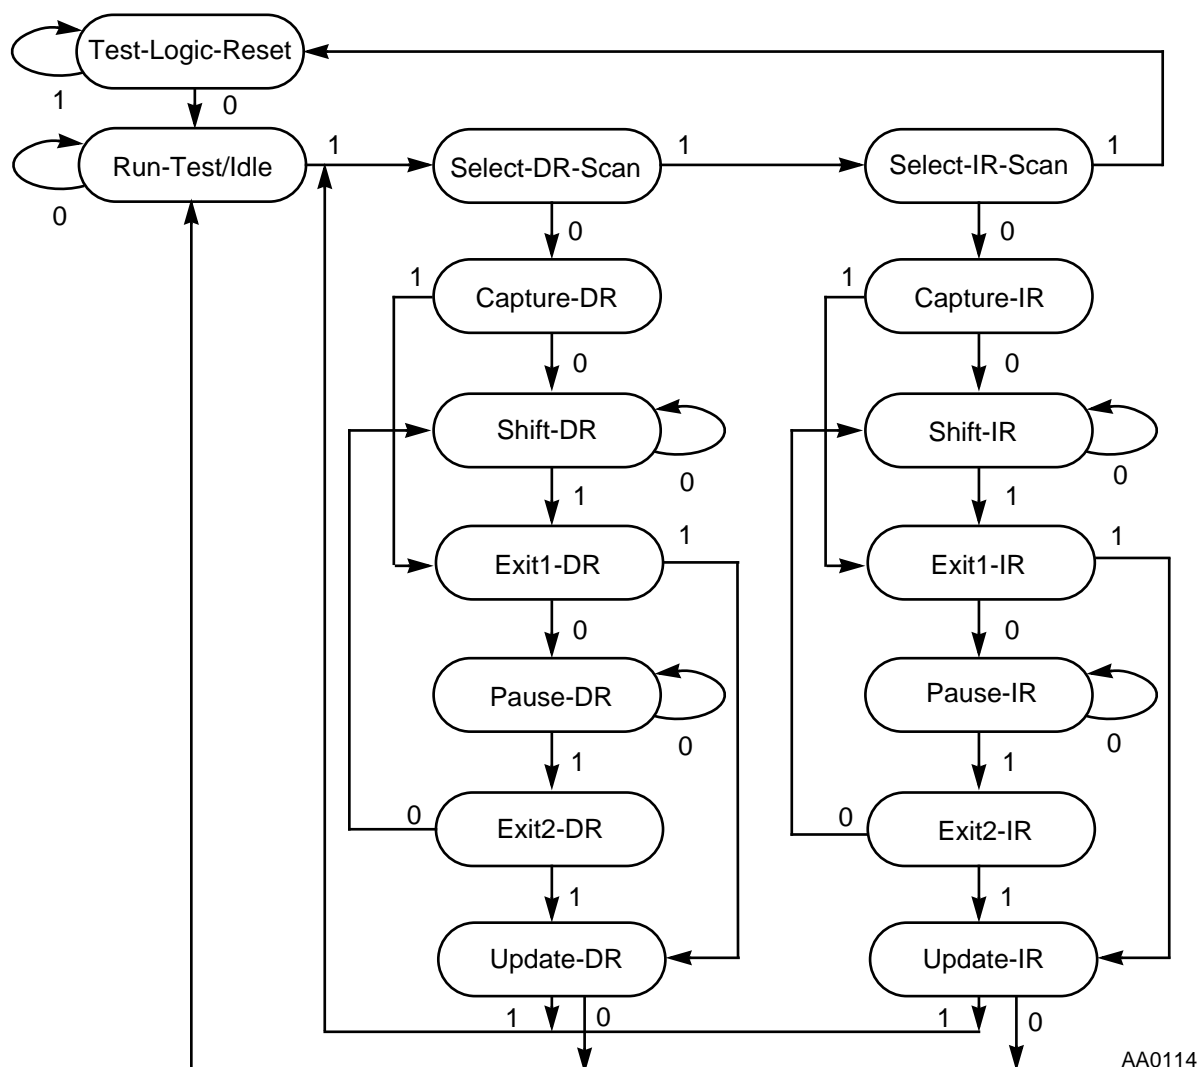 Test-Logic-Reset
1
0
Run-Test/Idle
1
Select-DR-Scan
1
Select-IR-Scan
1
0
0
0
1
Capture-DR
1
Capture-IR
0
0
Shift-DR
Shift-IR
0
0
1
1
Exit1-DR
1
Exit1-IR
1
0
0
Pause-DR
Pause-IR
0
0
1
1
0
Exit2-DR
0
Exit2-IR
1
1
Update-DR
Update-IR
1
0
1
0
AA0114